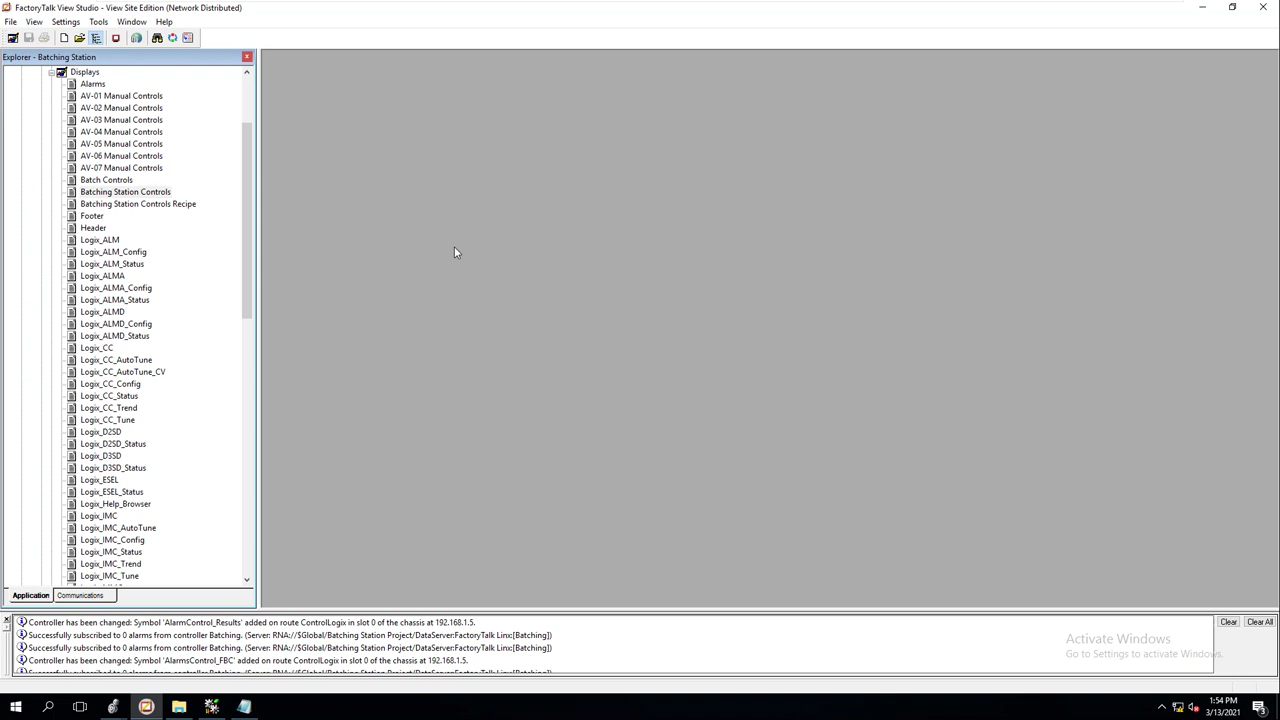 FactoryTalk View Studio - View Site Edition (Network Distributed)
File View Settings Tools Window Help
Explorer - Batching Station
Displays
Alarms
AV-01 Manual Controls
AV-02 Manual Controls
AV-03 Manual Controls
AV-04 Manual Controls
AV-05 Manual Controls
AV-06 Manual Controls
AV-07 Manual Controls
Batch Controls
Batching Station Controls
Batching Station Controls Recipe
Footer
Header
Logix_ALM
Logix_ALM_Config
Logix_ALM_Status
Logix_ALMA
Logix_ALMA_Config
Logix_ALMA_Status
Logix_ALMD
Logix_ALMD_Config
Logix_ALMD_Status
Logix_CC
Logix_CC_AutoTune
Logix_CC_AutoTune_CV
Logix_CC_Config
Logix_CC_Status
Logix_CC_Trend
Logix_CC_Tune
Logix_D2SD
Logix_D2SD_Status
Logix_D3SD
Logix_D3SD_Status
Logix_ESEL
Logix_ESEL_Status
Logix_Help_Browser
Logix_IMC
Logix_IMC_AutoTune
Logix_IMC_Config
Logix_IMC_Status
Logix_IMC_Trend
Logix_IMC_Tune
Application Communications
Controller has been changed: Symbol 'AlarmControl_Results' added on route ControlLogix in slot 0 of the chassis at 192.168.1.5.
Clear Clear All
Successfully subscribed to 0 alarms from controller Batching. (Server: RNA://$Global/Batching Station Project/DataServer:FactoryTalk Linx:[Batching])
Successfully subscribed to 0 alarms from controller Batching. (Server: RNA://$Global/Batching Station Project/DataServer:FactoryTalk Linx:[Batching])
Controller has been changed: Symbol 'AlarmsControl_FBC' added on route ControlLogix in slot 0 of the chassis at 192.168.1.5.
Activate Windows
Go to Settings to activate Windows.
1:54 PM
3/13/2021